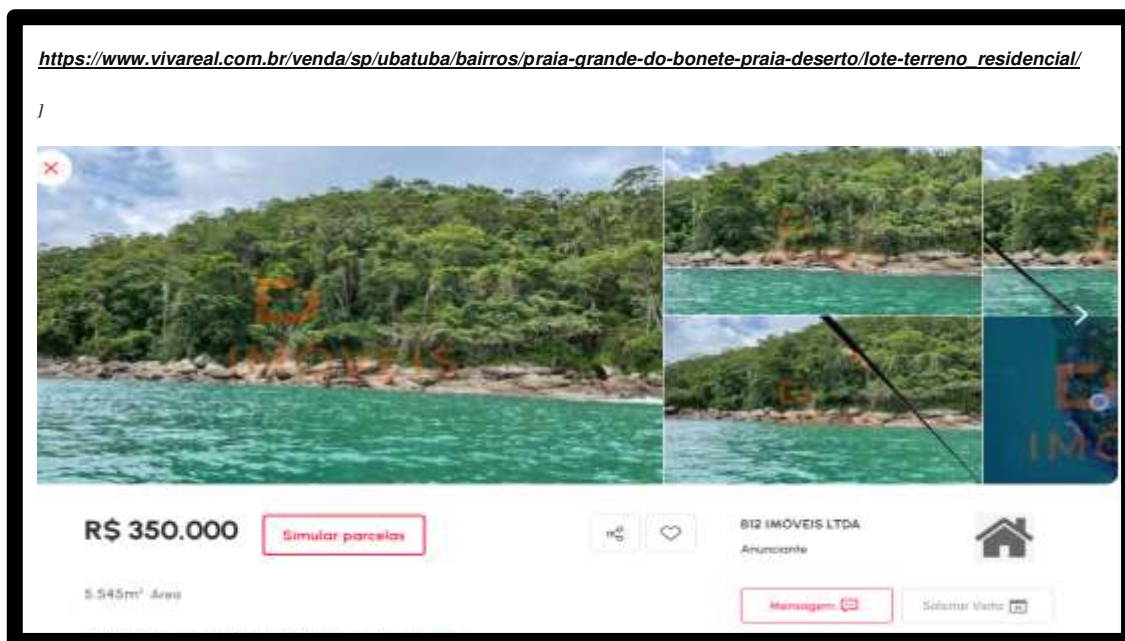 https://www.vivareal.com.br/venda/sp/ubatuba/bairros/praia-grande-do-bonete-praia-deserto/lote-terreno_residencial/
]
IMÓVEIS
R$ 350.000
Simular parcelas
812 IMÓVEIS LTDA
Anunciante
5.545m² Área
Mensagem
Solicitar Visita